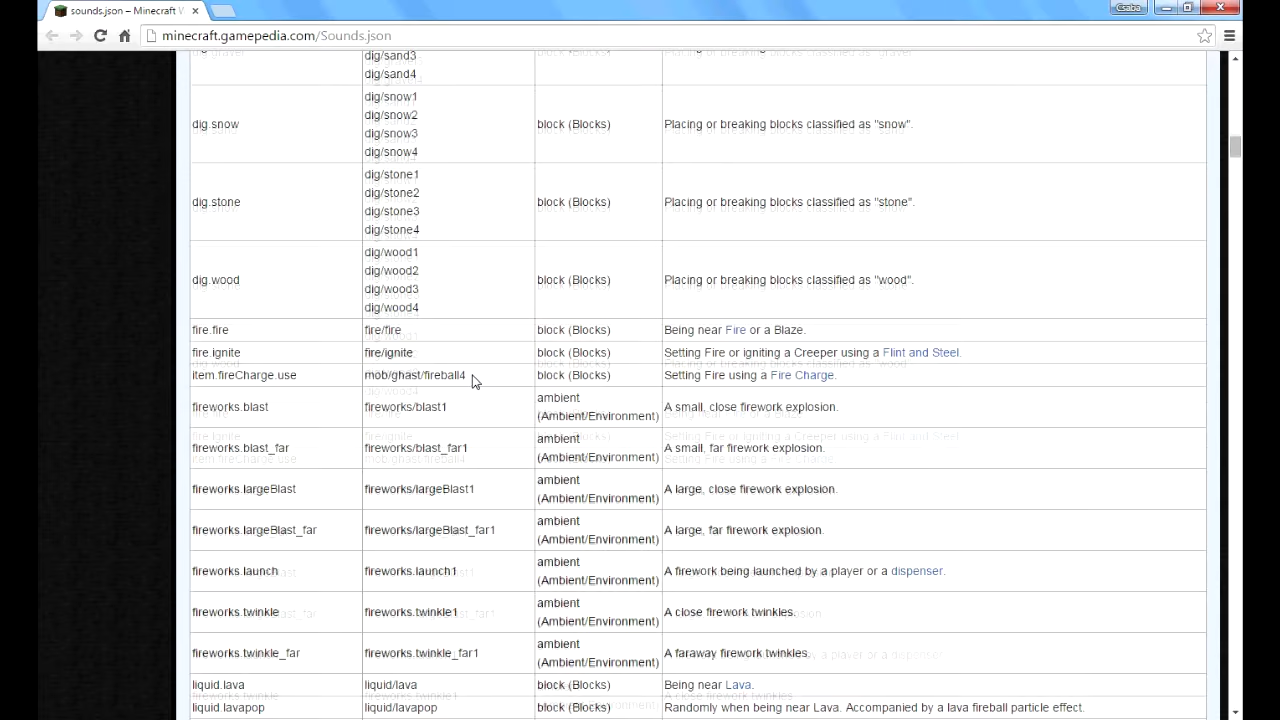 sounds.json – Minecraft W
Csaba
minecraft.gamepedia.com/Sounds.json
dig/sand3
dig/sand4
dig/snow1
dig/snow2
dig.snow block (Blocks) Placing or breaking blocks classified as "snow".
dig/snow3
dig/snow4
dig/stone1
dig/stone2
dig.stone block (Blocks) Placing or breaking blocks classified as "stone".
dig/stone3
dig/stone4
dig/wood1
dig/wood2
dig.wood block (Blocks) Placing or breaking blocks classified as "wood".
dig/wood3
dig/wood4
fire.fire fire/fire block (Blocks) Being near Fire or a Blaze.
fire.ignite fire/ignite block (Blocks) Setting Fire or igniting a Creeper using a Flint and Steel.
item.fireCharge.use mob/ghast/fireball4 block (Blocks) Setting Fire using a Fire Charge.
fireworks.blast fireworks/blast1 ambient (Ambient/Environment) A small, close firework explosion.
fireworks.blast_far fireworks/blast_far1 ambient (Ambient/Environment) A small, far firework explosion.
fireworks.largeBlast fireworks/largeBlast1 ambient (Ambient/Environment) A large, close firework explosion.
fireworks.largeBlast_far fireworks/largeBlast_far1 ambient (Ambient/Environment) A large, far firework explosion.
fireworks.launch fireworks.launch1 ambient (Ambient/Environment) A firework being launched by a player or a dispenser.
fireworks.twinkle fireworks.twinkle1 ambient (Ambient/Environment) A close firework twinkles.
fireworks.twinkle_far fireworks.twinkle_far1 ambient (Ambient/Environment) A faraway firework twinkles.
liquid.lava liquid/lava block (Blocks) Being near Lava.
liquid.lavapop liquid/lavapop block (Blocks) Randomly when being near Lava. Accompanied by a lava fireball particle effect.